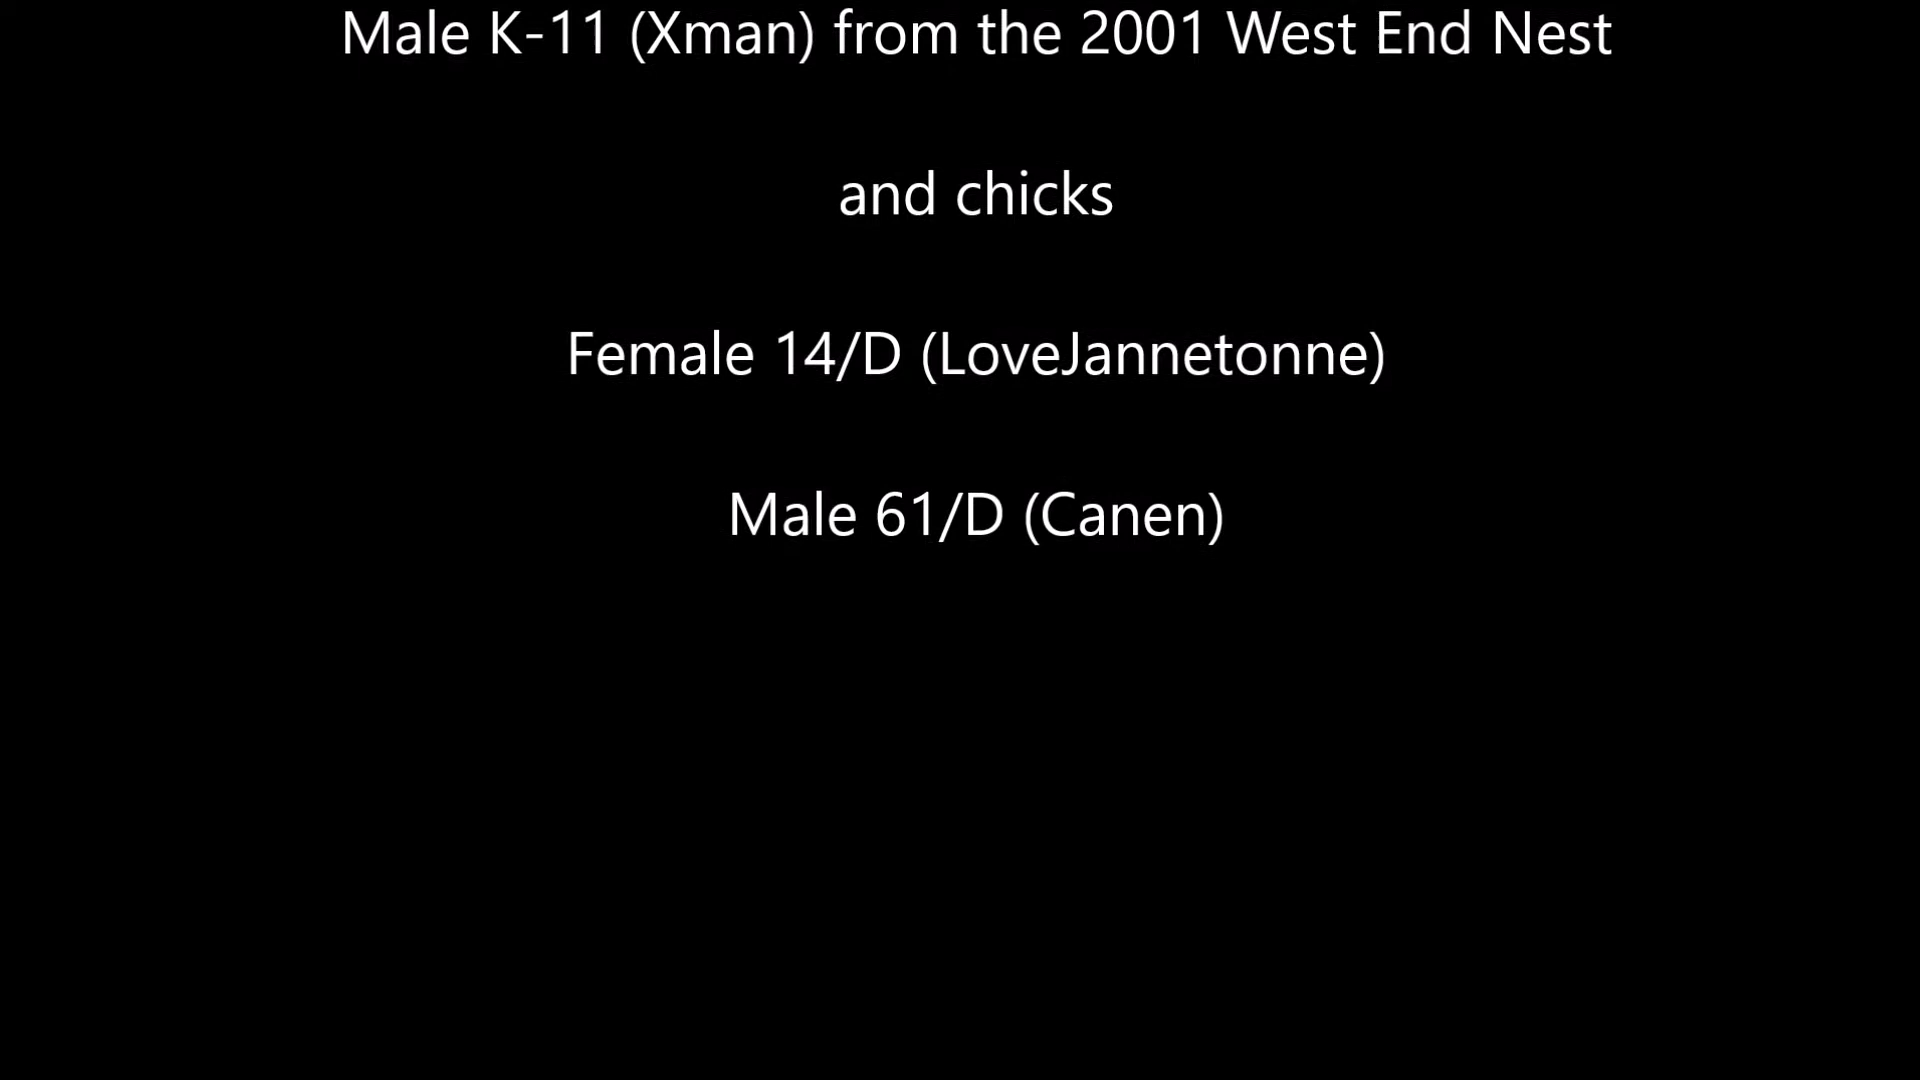 Male K-11 (Xman) from the 2001 West End Nest
and chicks
Female 14/D (LoveJannetonne)
Male 61/D (Canen)